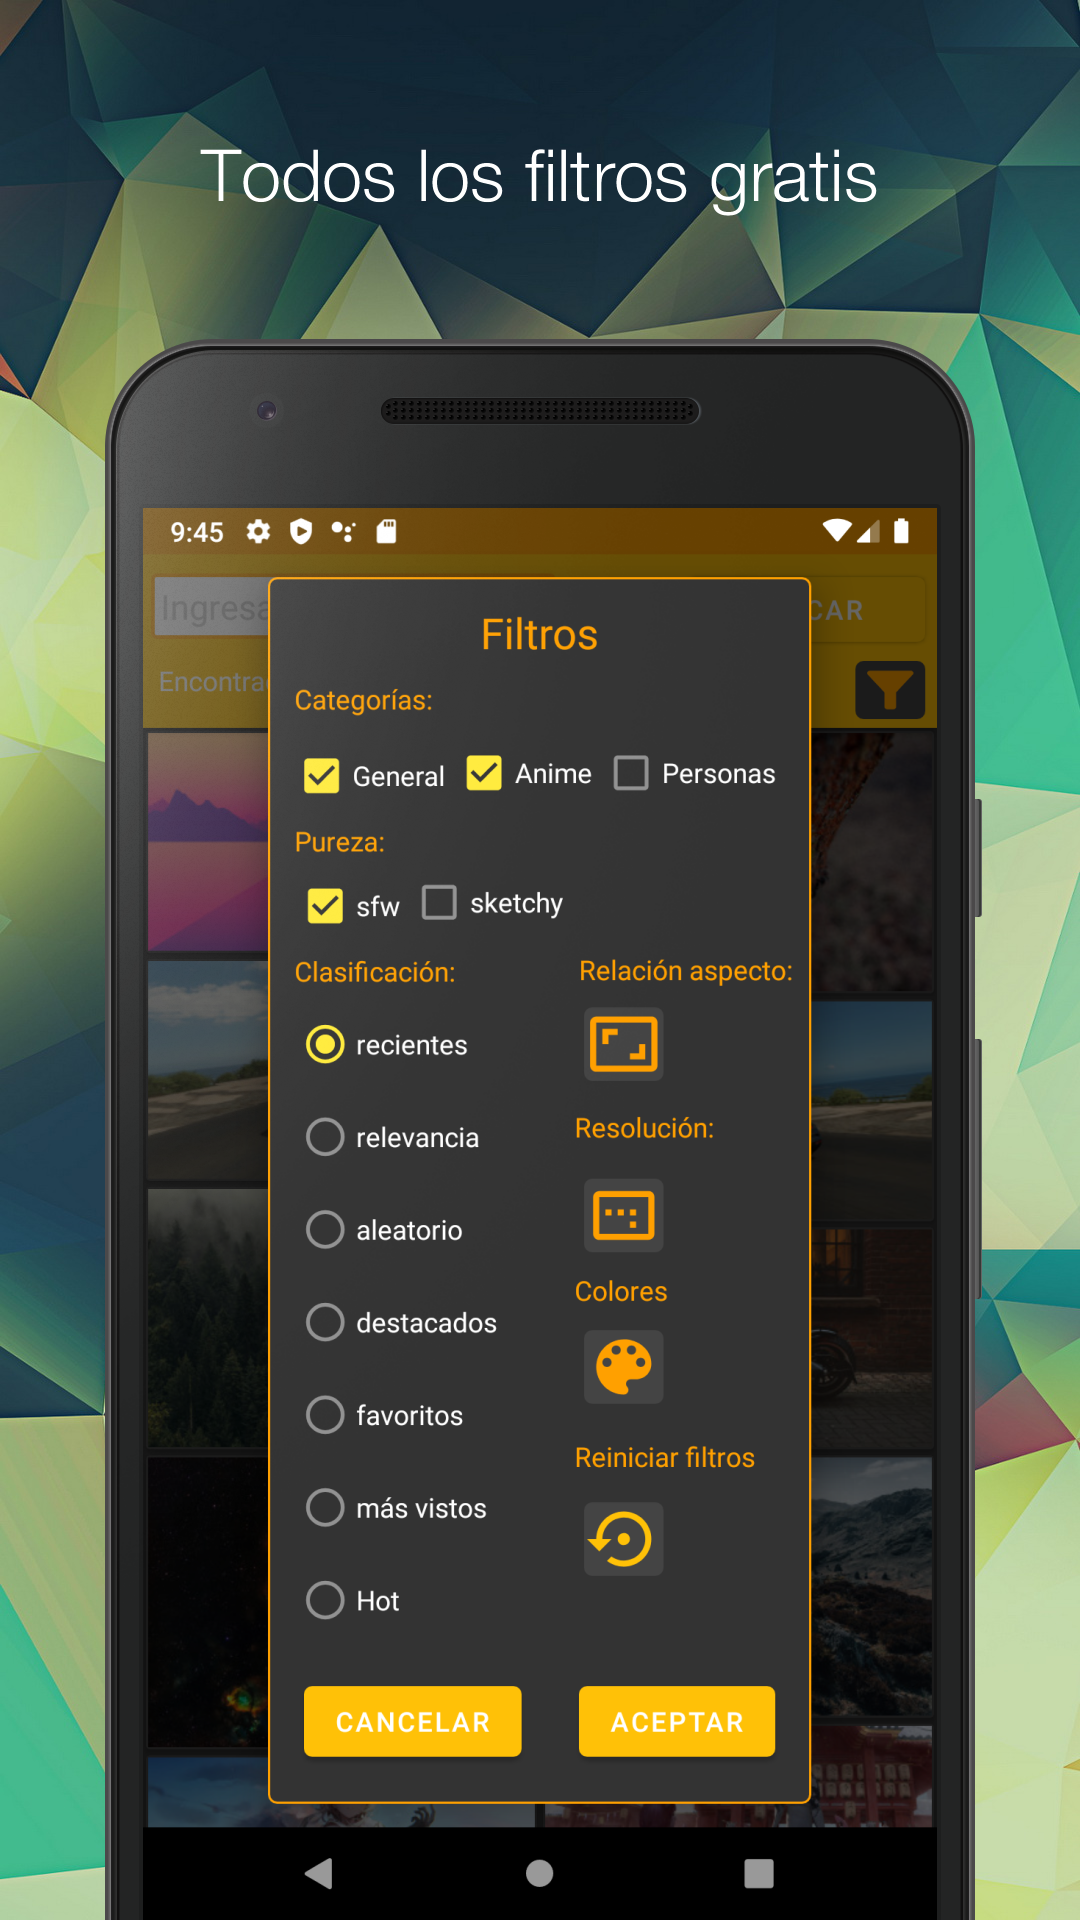 Todos los filtros gratis
9:45
Ingresa
CAR
Encontra
Filtros
Categorías:
General
Anime
Personas
Pureza:
sfw
sketchy
Clasificación:
Relación aspecto:
recientes
relevancia
Resolución:
aleatorio
Colores
destacados
favoritos
Reiniciar filtros
más vistos
Hot
CANCELAR
ACEPTAR